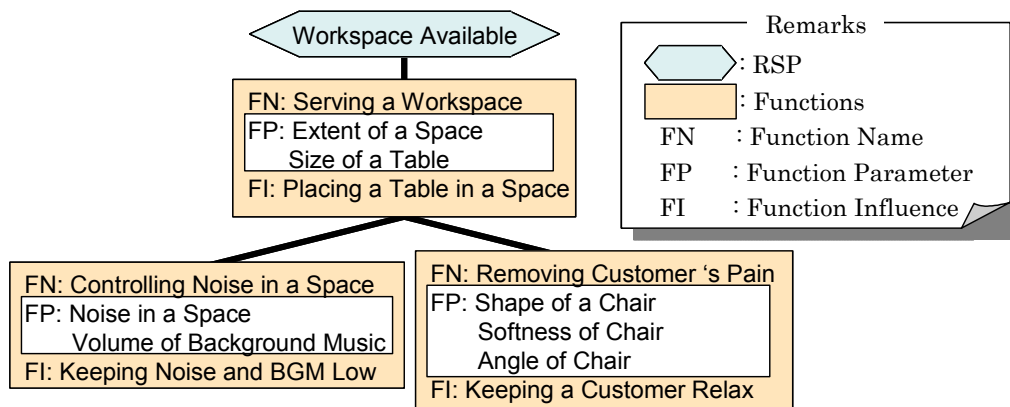 Workspace Available
FN: Serving a Workspace
FP: Extent of a Space
Size of a Table
FI: Placing a Table in a Space
FN: Controlling Noise in a Space
FP: Noise in a Space
Volume of Background Music
FI: Keeping Noise and BGM Low
FN: Removing Customer ‘s Pain
FP: Shape of a Chair
Softness of Chair
Angle of Chair
FI: Keeping a Customer Relax
Remarks
: RSP
: Functions
FN : Function Name
FP : Function Parameter
FI : Function Influence